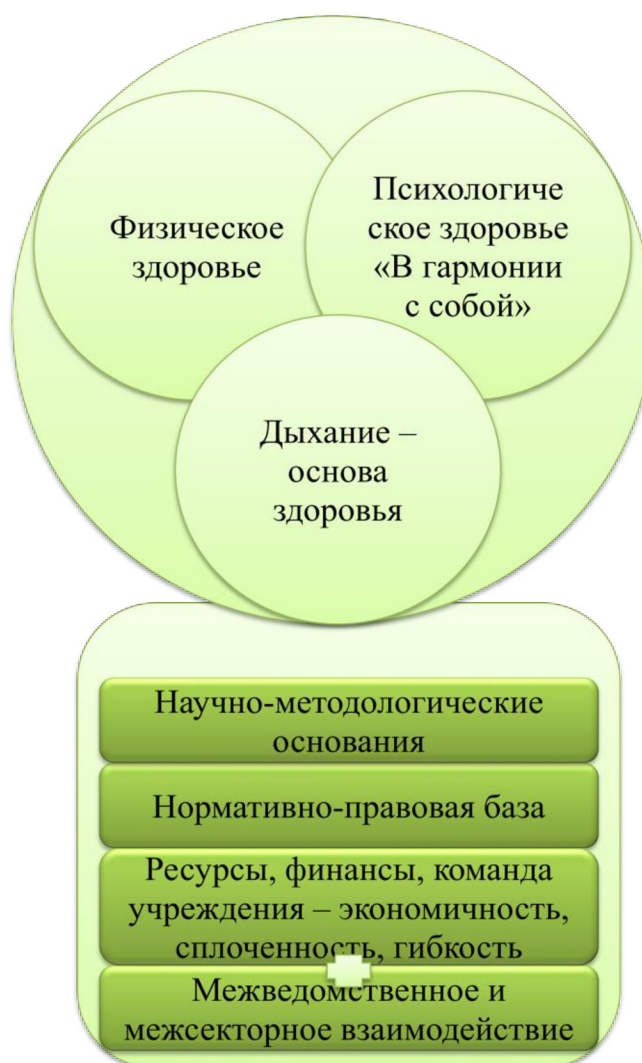 Физическое
здоровье
Психологиче
ское здоровье
«В гармонии
с собой»
Дыхание –
основа
здоровья
Научно-методологические
основания
Нормативно-правовая база
Ресурсы, финансы, команда
учреждения – экономичность,
сплоченность, гибкость
Межведомственное и
межсекторное взаимодействие